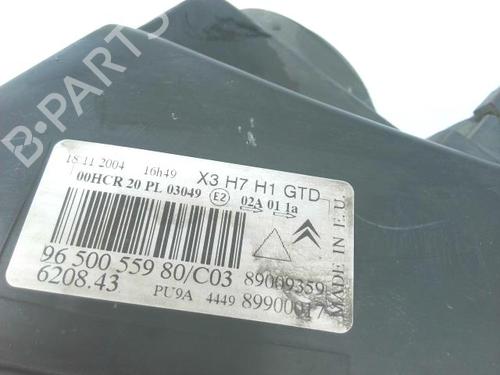 B-PARTS
18 11 2004 16h49 X3 H7 H1 GTD
00HCR 20 PL 03049 E2 02A 01 1a
96 500 559 80/C03 89009359
6208.43 PU9A 4449 89900017
MADE IN E.U.